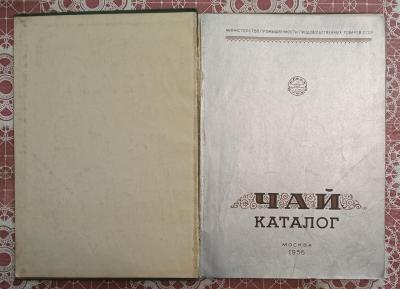 МИНИСТЕРСТВО ПРОМЫШЛЕННОСТИ ПРОДОВОЛЬСТВЕННЫХ ТОВАРОВ СССР
ЧАЙ
КАТАЛОГ
МОСКВА
1956